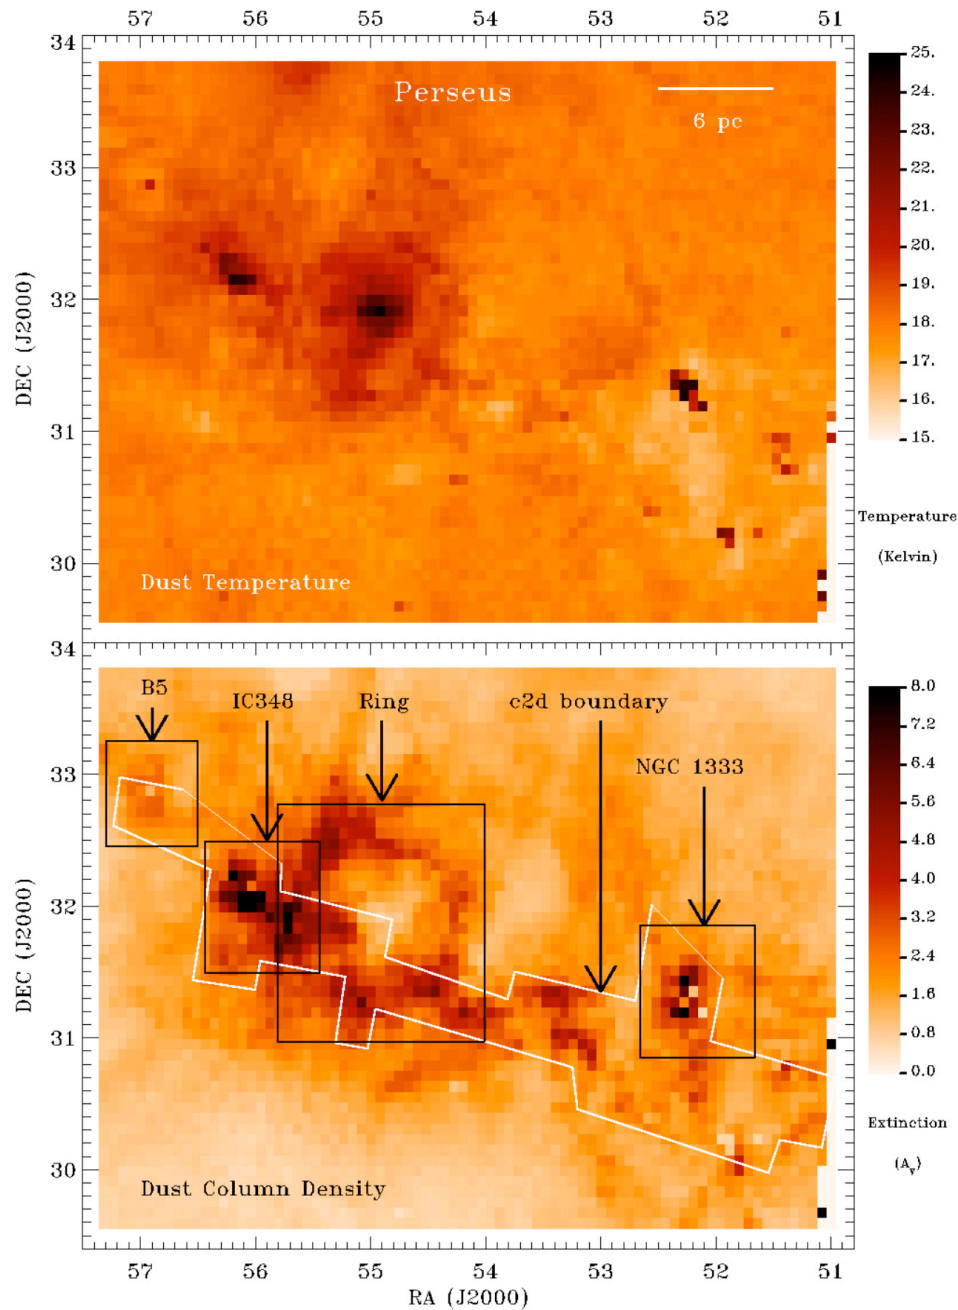 57 56 55 54 53 52 51
34
33
32
31
30
DEC (J2000)
Perseus
6 pc
Dust Temperature
25.
24.
23.
22.
21.
20.
19.
18.
17.
16.
15.
Temperature
(Kelvin)
34
33
32
31
30
DEC (J2000)
B5
IC348
Ring
c2d boundary
NGC 1333
Dust Column Density
8.0
7.2
6.4
5.6
4.8
4.0
3.2
2.4
1.6
0.8
0.0
Extinction
(Av)
57 56 55 54 53 52 51
RA (J2000)